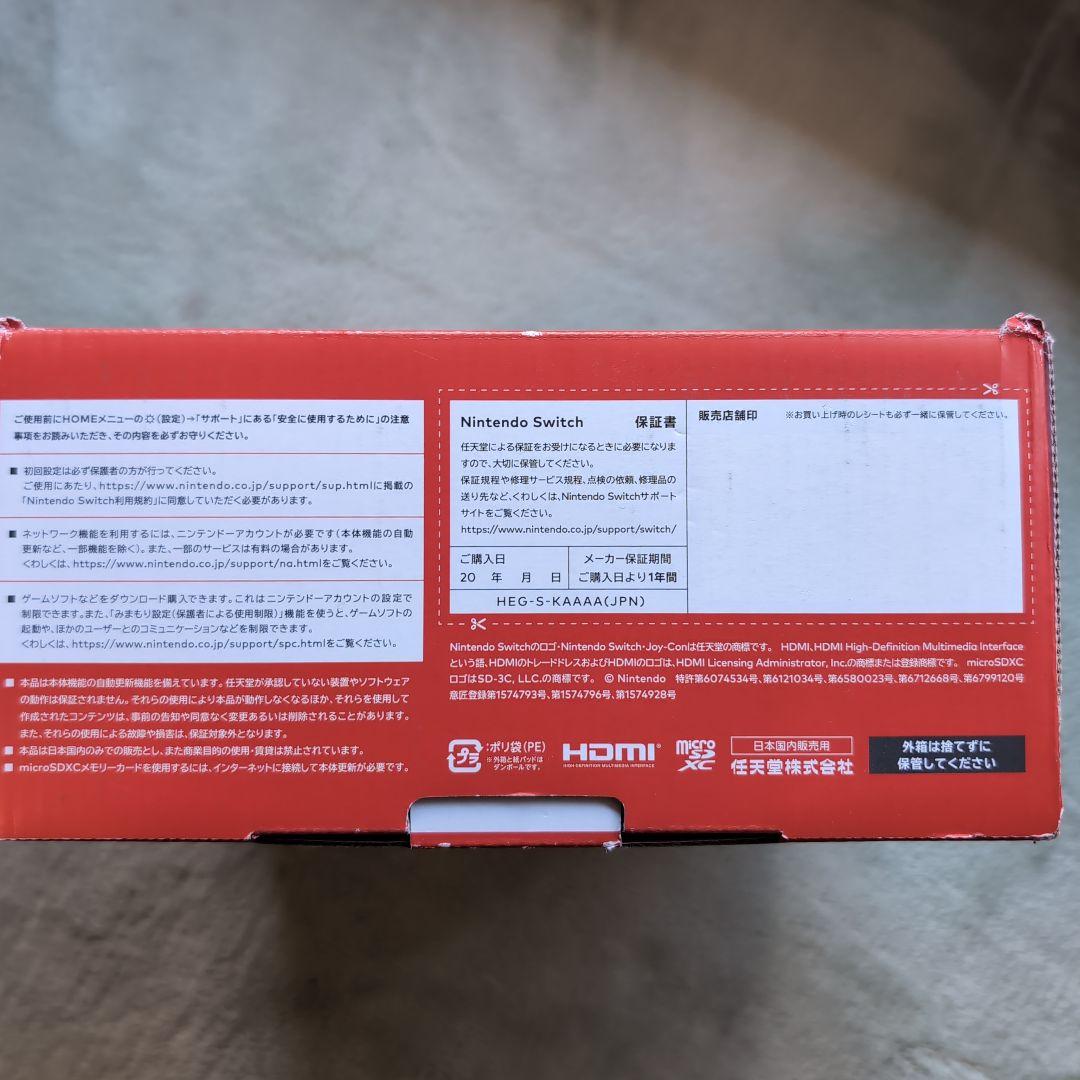 ご使用前にHOMEメニューの(設定)→「サポート」にある「安全に使用するために」の注意
事項をお読みいただき、その内容を必ずお守りください。
■ 初回設定は必ず保護者の方が行ってください。
ご使用にあたり、https://www.nintendo.co.jp/support/sup.htmlに掲載の
「Nintendo Switch利用規約」に同意していただく必要があります。
■ ネットワーク機能を利用するには、ニンテンドーアカウントが必要です(本体機能の自動
更新など、一部機能を除く)。また、一部のサービスは有料の場合があります。
くわしくは、https://www.nintendo.co.jp/support/na.htmlをご覧ください。
■ ゲームソフトなどをダウンロード購入できます。これはニンテンドーアカウントの設定で
制限できます。また、「みまもり設定(保護者による使用制限)」機能を使うと、ゲームソフトの
起動や、ほかのユーザーとのコミュニケーションなどを制限できます。
くわしくは、https://www.nintendo.co.jp/support/spc.htmlをご覧ください。
■ 本品は本体機能の自動更新機能を備えています。任天堂が承認していない装置やソフトウェア
の動作は保証されません。それらの使用により本品が動作しなくなるほか、それらを使用して
作成されたコンテンツは、事前の告知や同意なく変更あるいは削除されることがあります。
また、それらの使用による故障や損害は、保証対象外となります。
■ 本品は日本国内のみでの販売とし、また商業目的の使用・賃貸は禁止されています。
■ microSDXCメモリーカードを使用するには、インターネットに接続して本体更新が必要です。
Nintendo Switch 保証書
任天堂による保証をお受けになるときに必要になりま
すので、大切に保管してください。
保証規程や修理サービス規程、点検の依頼、修理品の
送り先など、くわしくは、Nintendo Switchサポート
サイトをご覧ください。
https://www.nintendo.co.jp/support/switch/
ご購入日
20 年 月 日
メーカー保証期間
ご購入日より1年間
HEG-S-KAAAA(JPN)
販売店舗印 ※お買い上げ時のレシートも必ず一緒に保管してください。
Nintendo Switchのロゴ・Nintendo Switch・Joy-Conは任天堂の商標です。 HDMI、HDMI High-Definition Multimedia Interface
という語、HDMIのトレードドレスおよびHDMIのロゴは、HDMI Licensing Administrator, Inc.の商標または登録商標です。 microSDXC
ロゴはSD-3C, LLC.の商標です。 © Nintendo 特許第6074534号、第6121034号、第6580023号、第6712668号、第6799120号
意匠登録第1574793号、第1574796号、第1574928号
プラ
:ポリ袋(PE)
※外箱と紙パッドは
ダンボールです。
HDMI
HIGH-DEFINITION MULTIMEDIA INTERFACE
micro
SD
XC
日本国内販売用
任天堂株式会社
外箱は捨てずに
保管してください